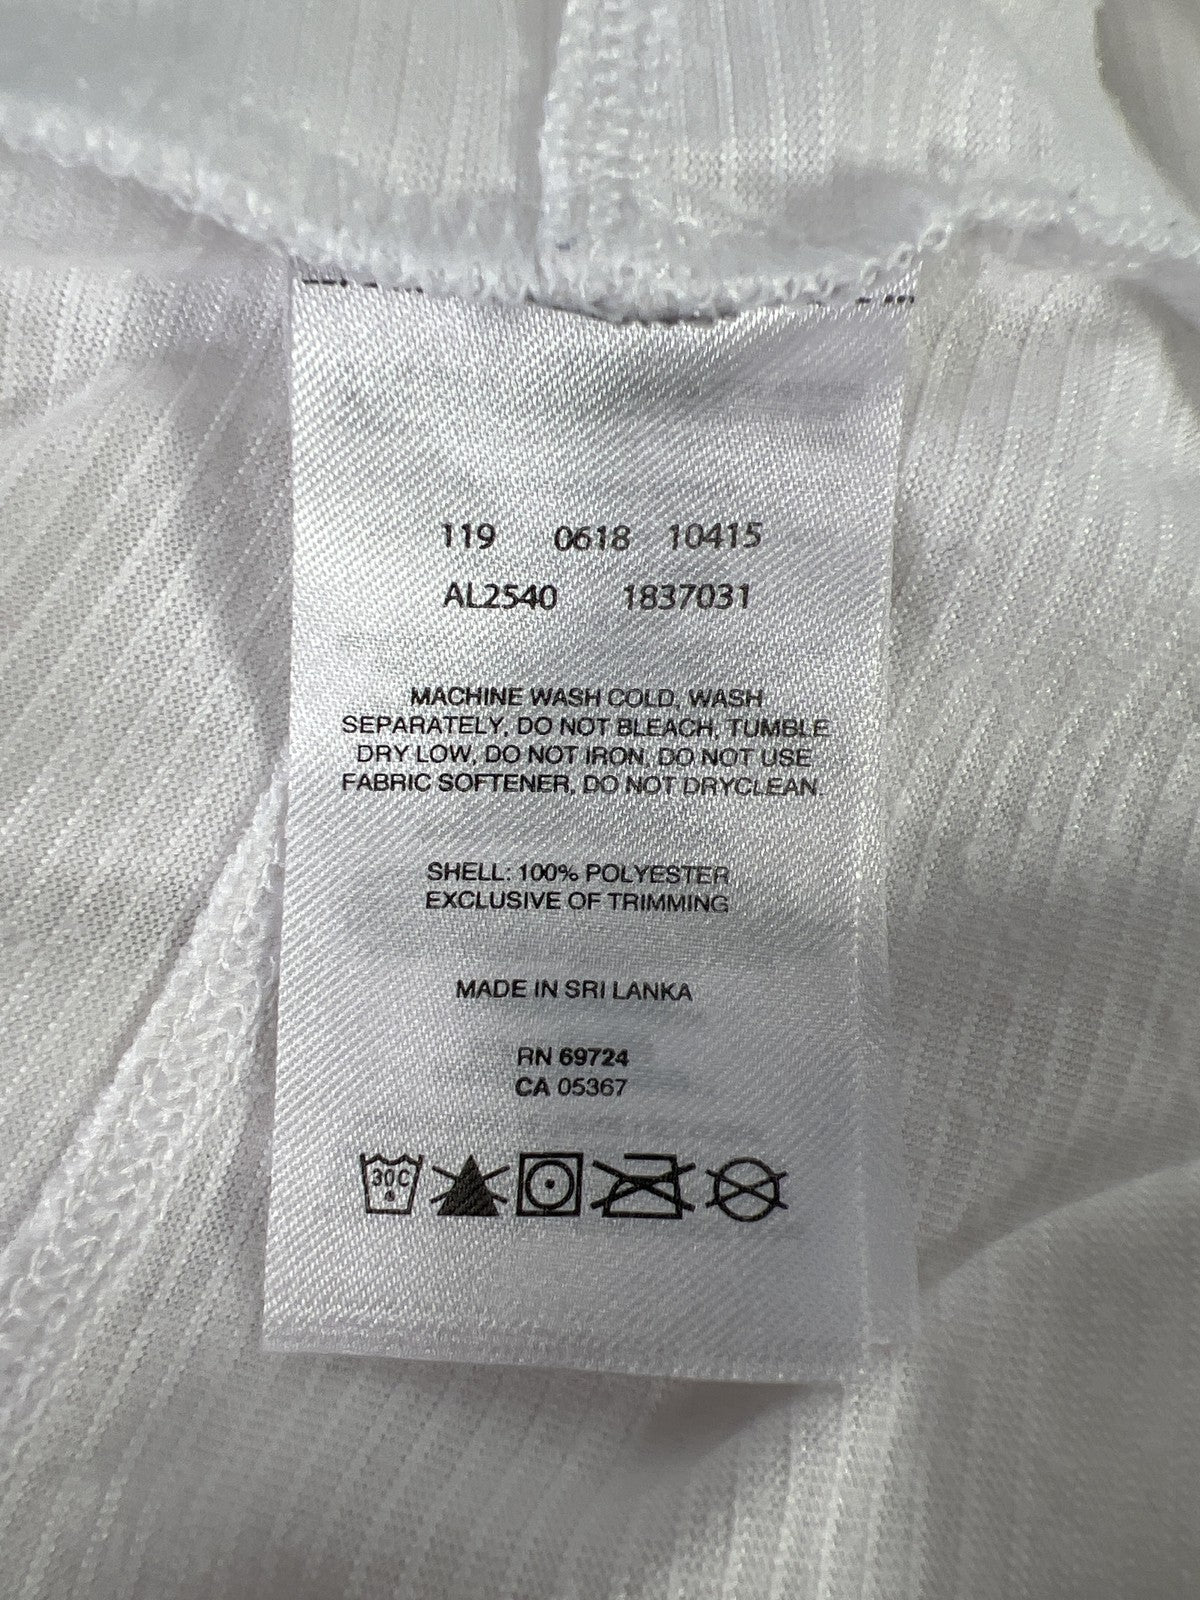 119 0618 10415
AL2540 1837031
MACHINE WASH COLD, WASH
SEPARATELY, DO NOT BLEACH, TUMBLE
DRY LOW, DO NOT IRON, DO NOT USE
FABRIC SOFTENER, DO NOT DRYCLEAN
SHELL: 100% POLYESTER
EXCLUSIVE OF TRIMMING
MADE IN SRI LANKA
RN 69724
CA 05367
30C